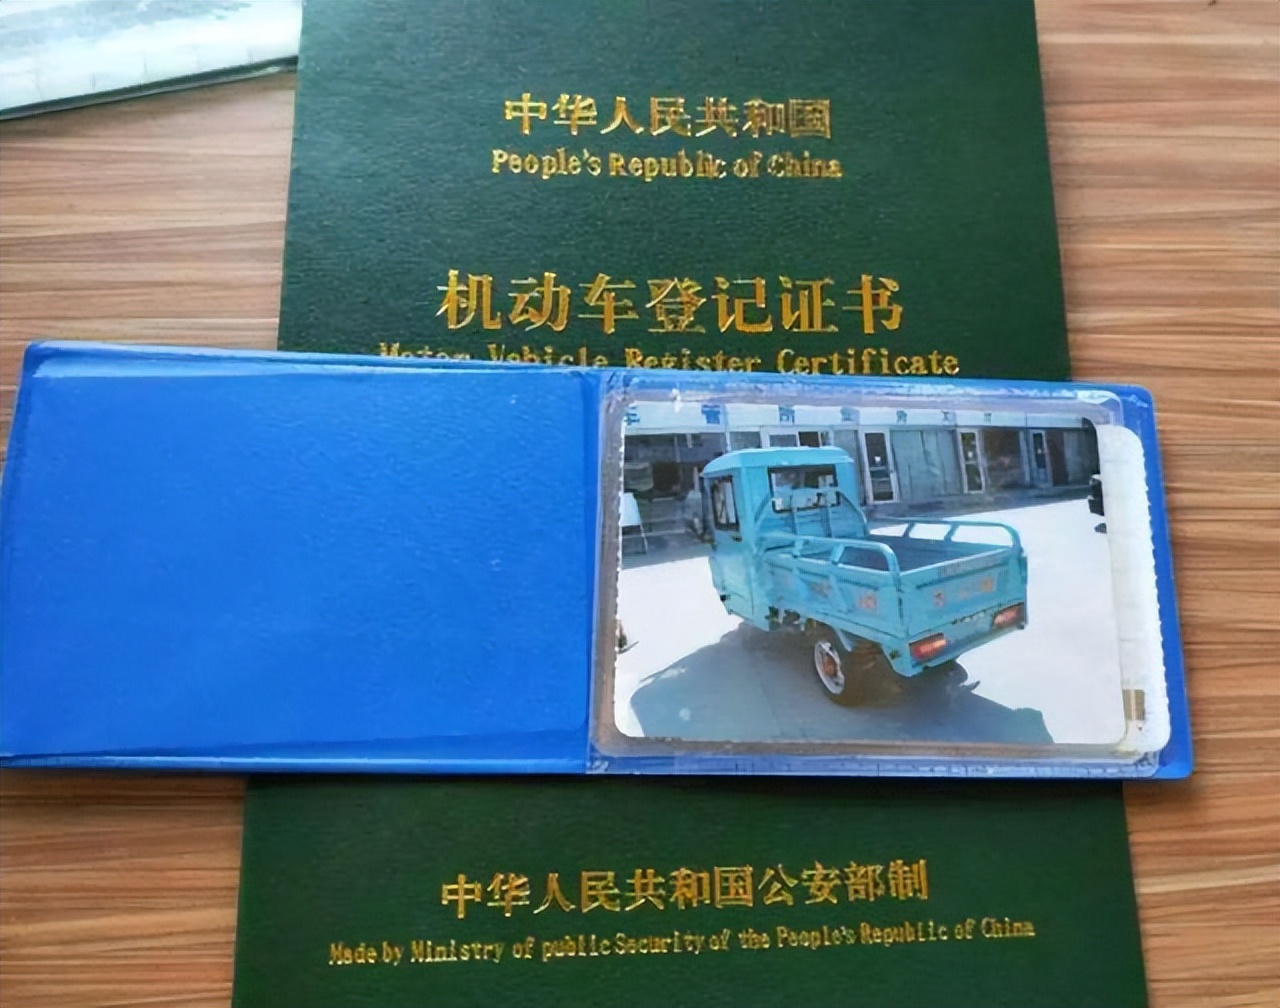 中华人民共和国
People's Republic of China
机动车登记证书
Motor Vehicle Register Certificate
中华人民共和国公安部制
Made by Ministry of public Security of the People's Republic of China